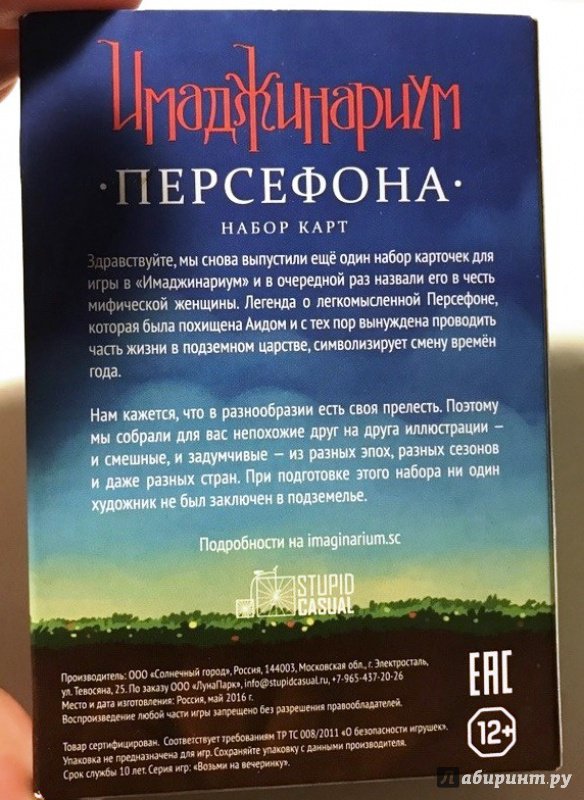 Имаджинариум
·ПЕРСЕФОНА·
НАБОР КАРТ
Здравствуйте, мы снова выпустили ещё один набор карточек для
игры в «Имаджинариум» и в очередной раз назвали его в честь
мифической женщины. Легенда о легкомысленной Персефоне,
которая была похищена Аидом и с тех пор вынуждена проводить
часть жизни в подземном царстве, символизирует смену времён
года.
Нам кажется, что в разнообразии есть своя прелесть. Поэтому
мы собрали для вас непохожие друг на друга иллюстрации —
и смешные, и задумчивые — из разных эпох, разных сезонов
и даже разных стран. При подготовке этого набора ни один
художник не был заключен в подземелье.
Подробности на imaginarium.sc
STUPID
CASUAL
Производитель: ООО «Солнечный город», Россия, 144003, Московская обл., г. Электросталь,
ул. Тевосяна, 25. По заказу ООО «ЛунаПарк», info@stupidcasual.ru, +7-965-437-20-26
Место и дата изготовления: Россия, май 2016 г.
Воспроизведение любой части игры запрещено без разрешения правообладателей.
Товар сертифицирован. Соответствует требованиям ТР ТС 008/2011 «О безопасности игрушек».
Упаковка не предназначена для игр. Сохраняйте упаковку с данными производителя.
Срок службы 10 лет. Серия игр: «Возьми на вечеринку».
ЕАС
12+
Лабиринт.ру